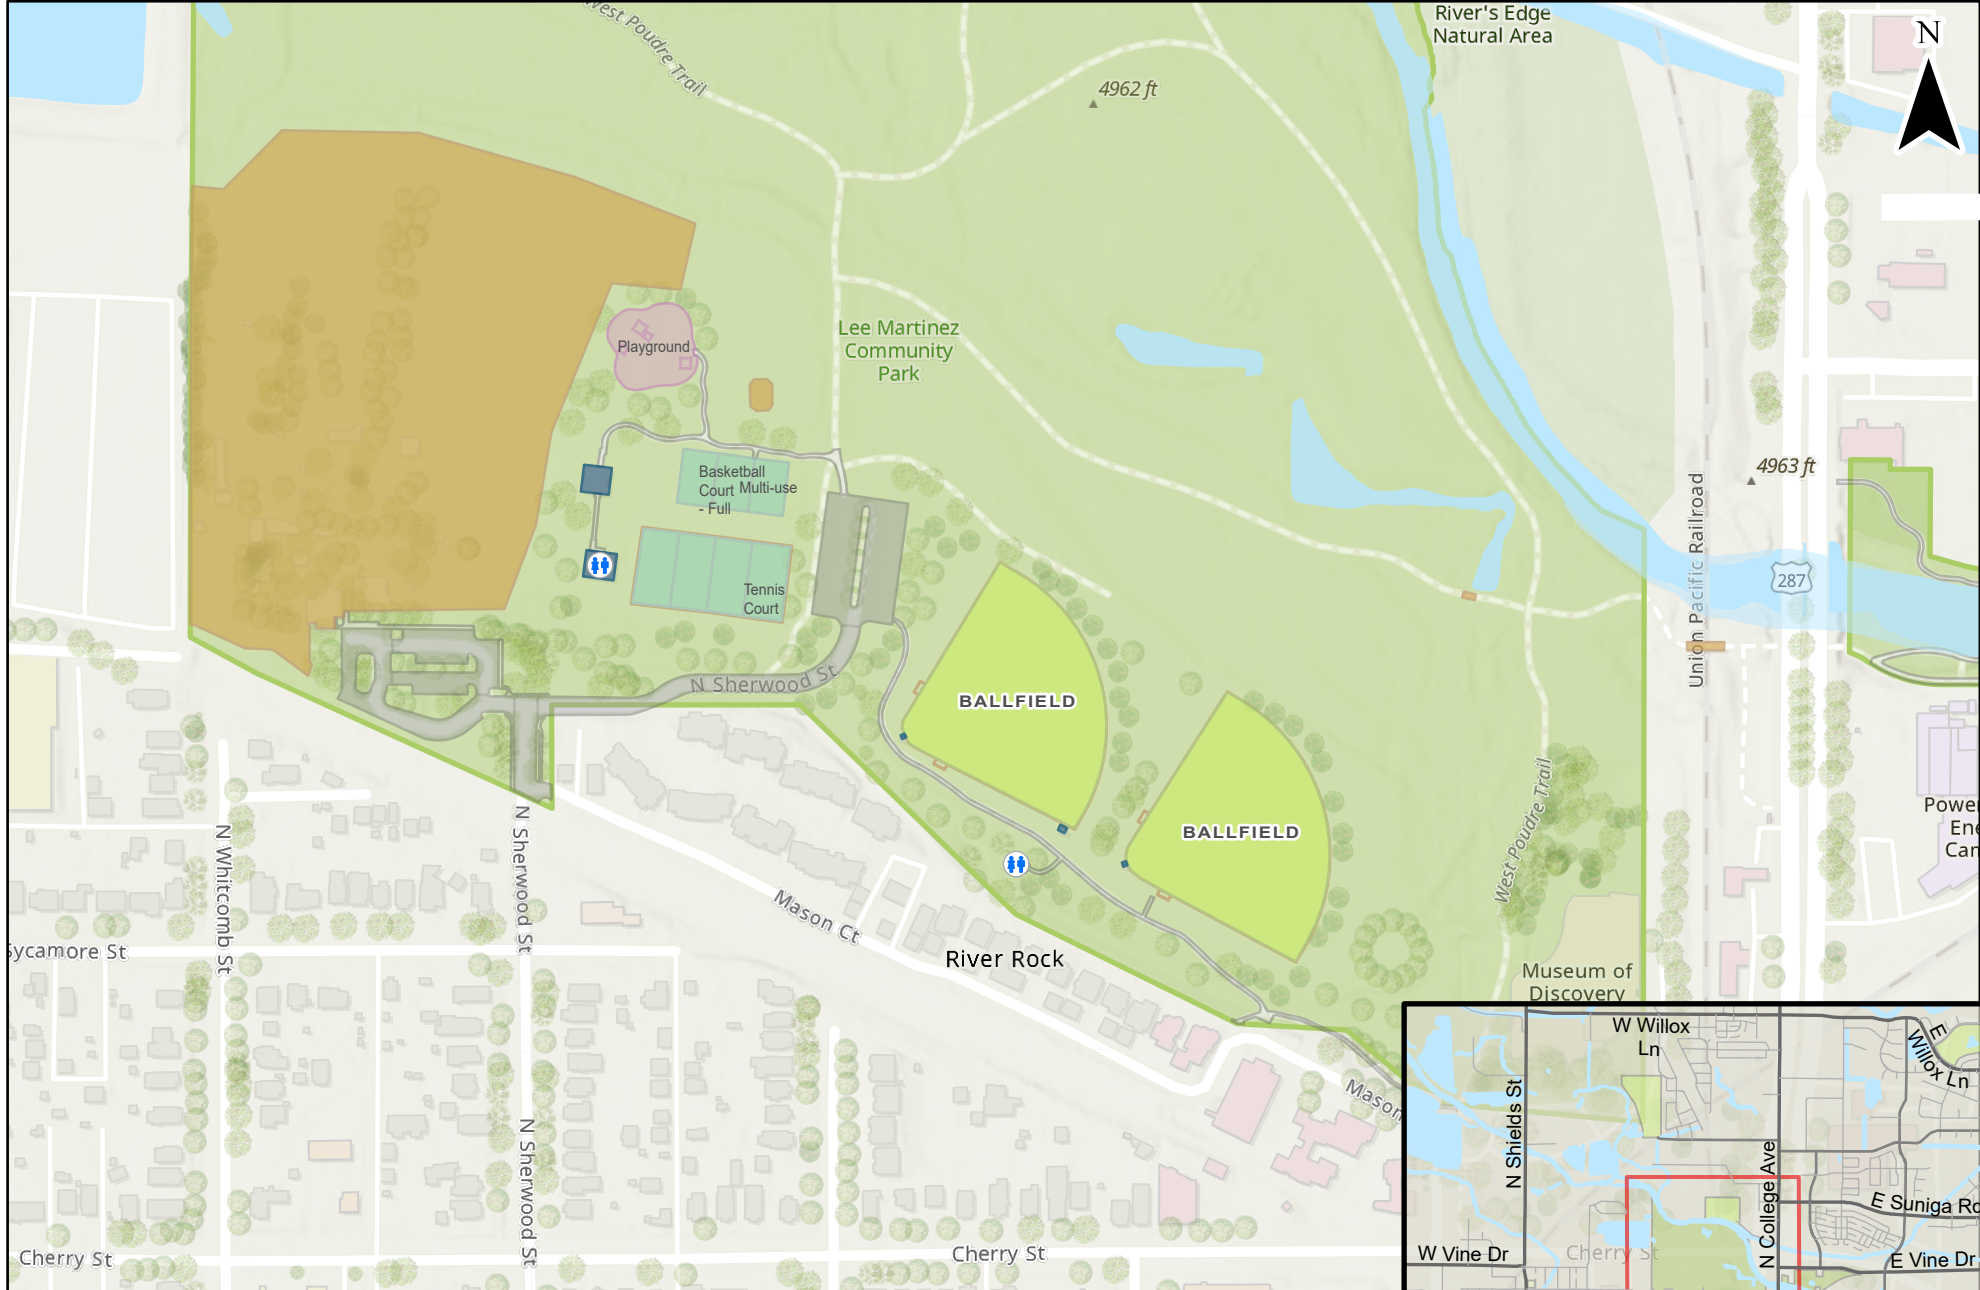 River's Edge
Natural Area
N
West Poudre Trail
4962 ft
Lee Martinez
Community
Park
Playground
Basketball
Court Multi-use
- Full
Tennis
Court
4963 ft
Union Pacific Railroad
287
N Sherwood St
BALLFIELD
BALLFIELD
West Poudre Trail
N Whitcomb St
N Sherwood St
Mason Ct
River Rock
Sycamore St
Museum of
Discovery
Power
Ene
Cam
Mason
N Sherwood St
Cherry St
Cherry St
W Willox
Ln
E
Willox Ln
N Shields St
N College Ave
E Suniga Rd
Cherry St
W Vine Dr
E Vine Dr